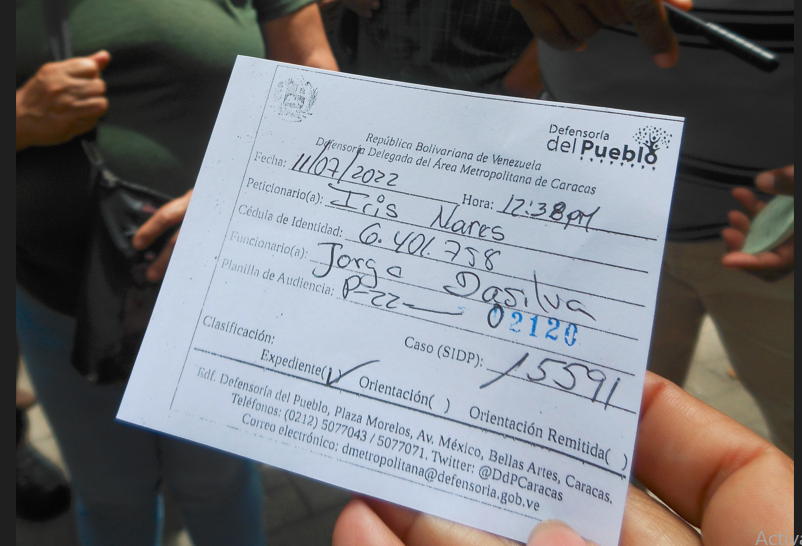 Defensoría
del Pueblo
República Bolivariana de Venezuela
Defensoría Delegada del Área Metropolitana de Caracas
Fecha: 11/07/2022 Hora: 12:38 PM
Peticionario(a): Iris Nares
Cédula de Identidad: 6.401.758
Funcionario(a): Jorge Dasilva
Planilla de Audiencia: P-22— 02120
Caso (SIDP): 15591
Clasificación:
Expediente(✓) Orientación( ) Orientación Remitida( )
Edf. Defensoría del Pueblo, Plaza Morelos, Av. México, Bellas Artes, Caracas.
Teléfonos: (0212) 5077043 / 5077071. Twitter: @DdPCaracas
Correo electrónico: dmetropolitana@defensoria.gob.ve